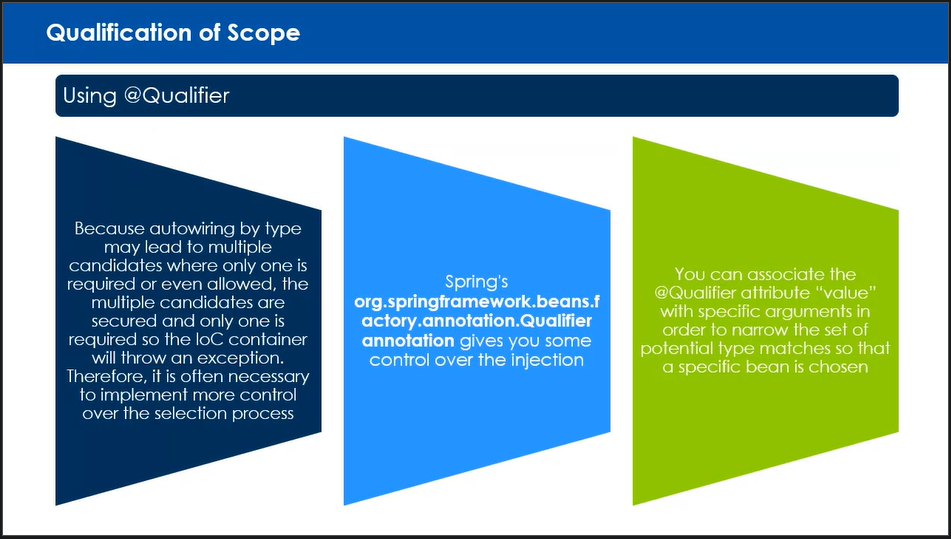 Qualification of Scope
Using @Qualifier
Because autowiring by type
may lead to multiple
candidates where only one is
required or even allowed, the
multiple candidates are
secured and only one is
required so the IoC container
will throw an exception.
Therefore, it is often necessary
to implement more control
over the selection process
Spring's
org.springframework.beans.f
actory.annotation.Qualifier
annotation gives you some
control over the injection
You can associate the
@Qualifier attribute “value”
with specific arguments in
order to narrow the set of
potential type matches so that
a specific bean is chosen